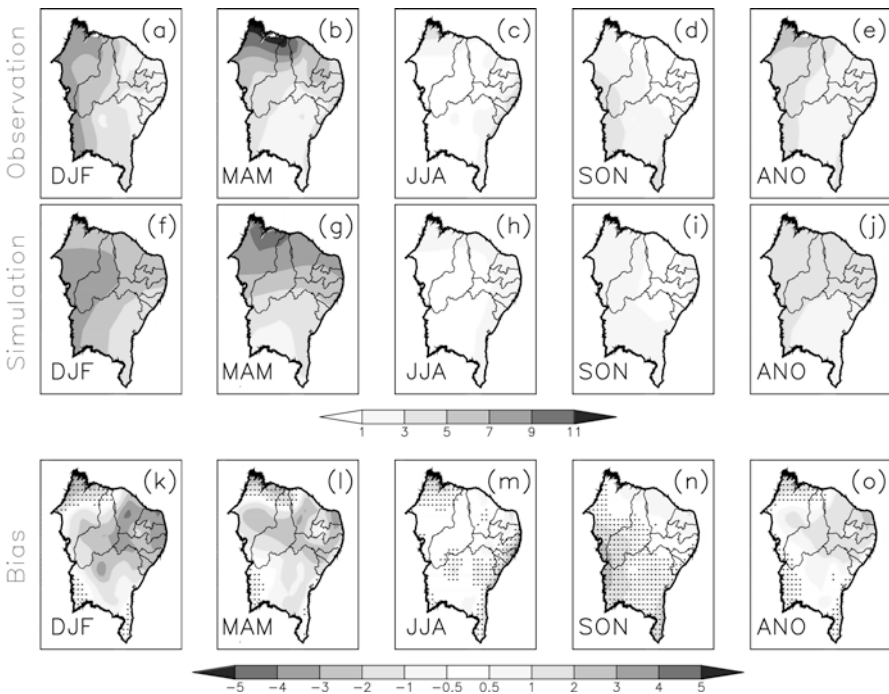 Observation
(a) (b) (c) (d) (e)
DJF MAM JJA SON ANO
Simulation
(f) (g) (h) (i) (j)
DJF MAM JJA SON ANO
1 3 5 7 9 11
Bias
(k) (l) (m) (n) (o)
DJF MAM JJA SON ANO
-5 -4 -3 -2 -1 -0.5 0.5 1 2 3 4 5